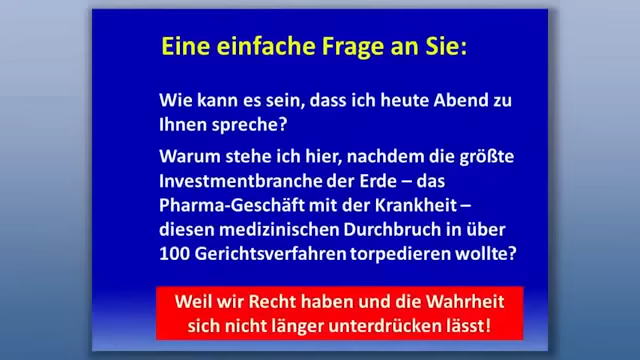 Eine einfache Frage an Sie:
Wie kann es sein, dass ich heute Abend zu
Ihnen spreche?
Warum stehe ich hier, nachdem die größte
Investmentbranche der Erde – das
Pharma-Geschäft mit der Krankheit –
diesen medizinischen Durchbruch in über
100 Gerichtsverfahren torpedieren wollte?
Weil wir Recht haben und die Wahrheit
sich nicht länger unterdrücken lässt!